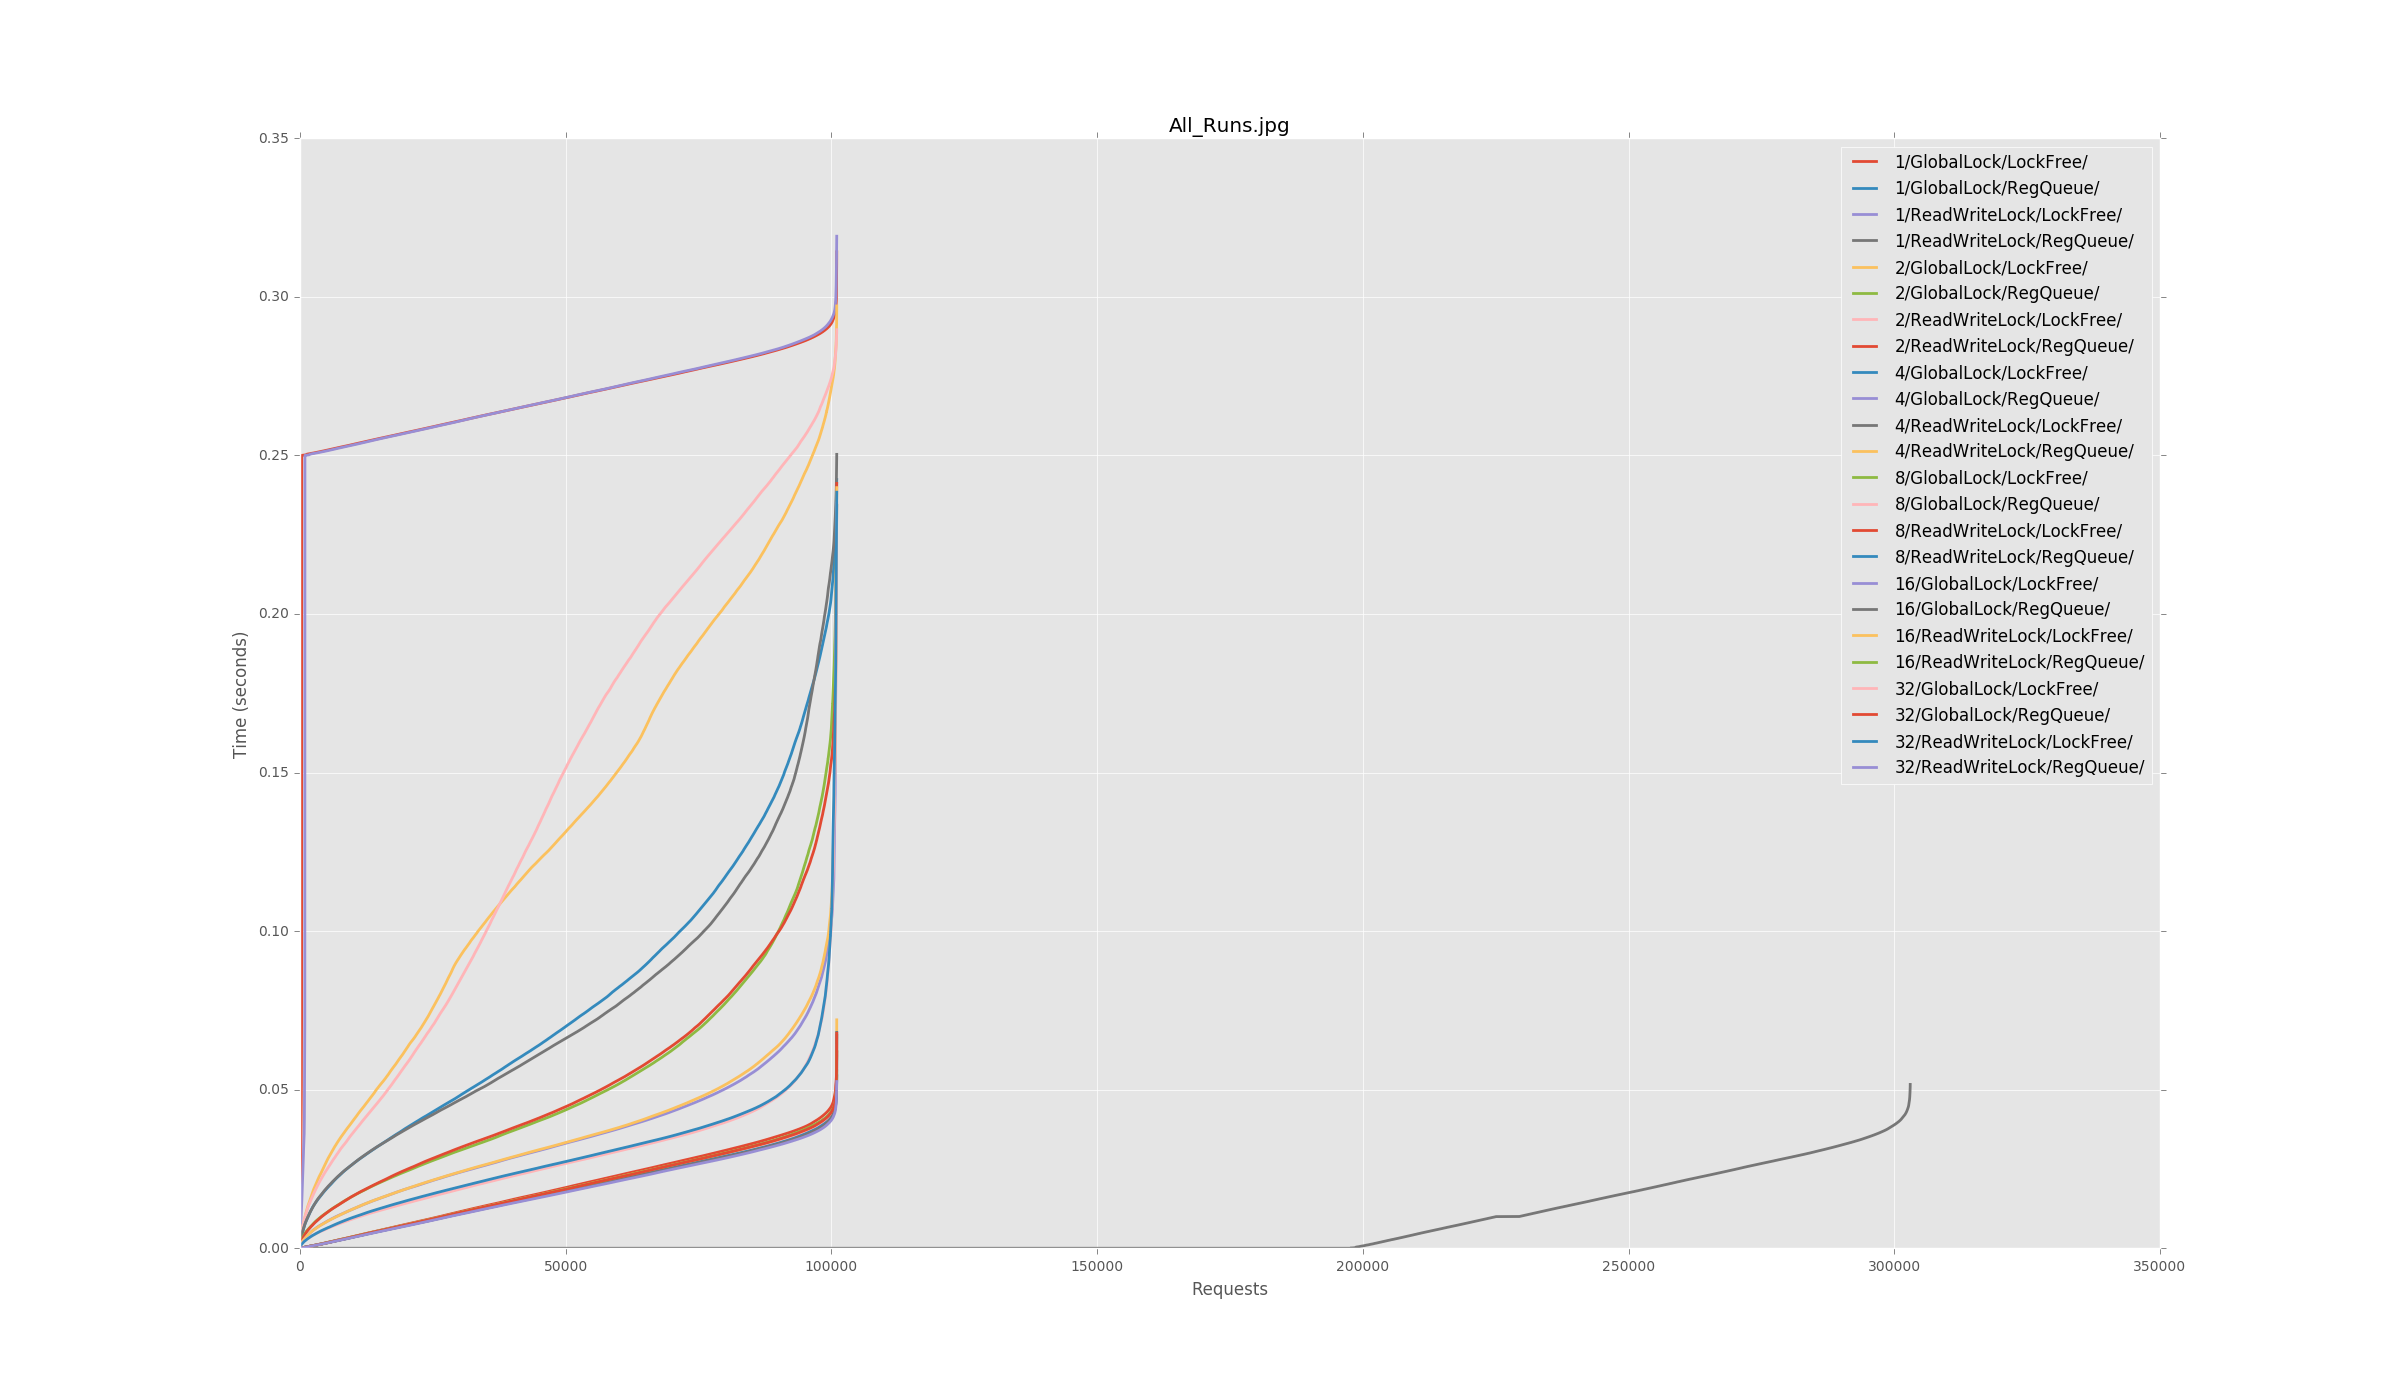 All_Runs.jpg
0.35
0.30
0.25
0.20
0.15
0.10
0.05
0.00
Time (seconds)
1/GlobalLock/LockFree/
1/GlobalLock/RegQueue/
1/ReadWriteLock/LockFree/
1/ReadWriteLock/RegQueue/
2/GlobalLock/LockFree/
2/GlobalLock/RegQueue/
2/ReadWriteLock/LockFree/
2/ReadWriteLock/RegQueue/
4/GlobalLock/LockFree/
4/GlobalLock/RegQueue/
4/ReadWriteLock/LockFree/
4/ReadWriteLock/RegQueue/
8/GlobalLock/LockFree/
8/GlobalLock/RegQueue/
8/ReadWriteLock/LockFree/
8/ReadWriteLock/RegQueue/
16/GlobalLock/LockFree/
16/GlobalLock/RegQueue/
16/ReadWriteLock/LockFree/
16/ReadWriteLock/RegQueue/
32/GlobalLock/LockFree/
32/GlobalLock/RegQueue/
32/ReadWriteLock/LockFree/
32/ReadWriteLock/RegQueue/
0 50000 100000 150000 200000 250000 300000 350000
Requests